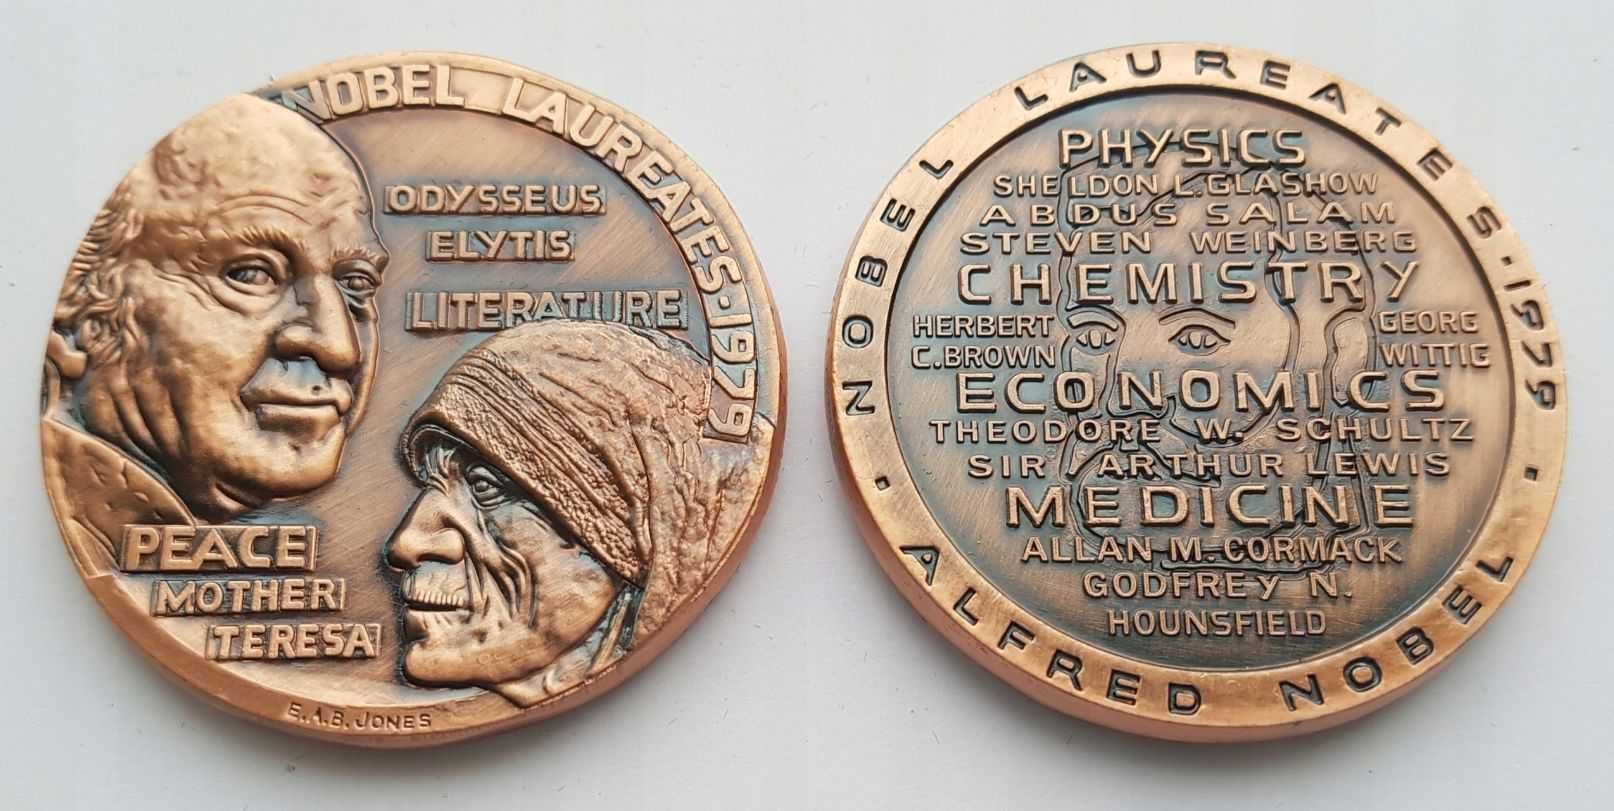 NOBEL LAUREATES·1979
ODYSSEUS
ELYTIS
LITERATURE
PEACE
MOTHER
TERESA
E.A.B. JONES
NOBEL LAUREATES·1979
PHYSICS
SHELDON L. GLASHOW
ABDUS SALAM
STEVEN WEINBERG
CHEMISTRY
HERBERT GEORG
C. BROWN WITTIG
ECONOMICS
THEODORE W. SCHULTZ
SIR ARTHUR LEWIS
MEDICINE
ALLAN M. CORMACK
GODFREY N.
HOUNSFIELD
· ALFRED NOBEL ·